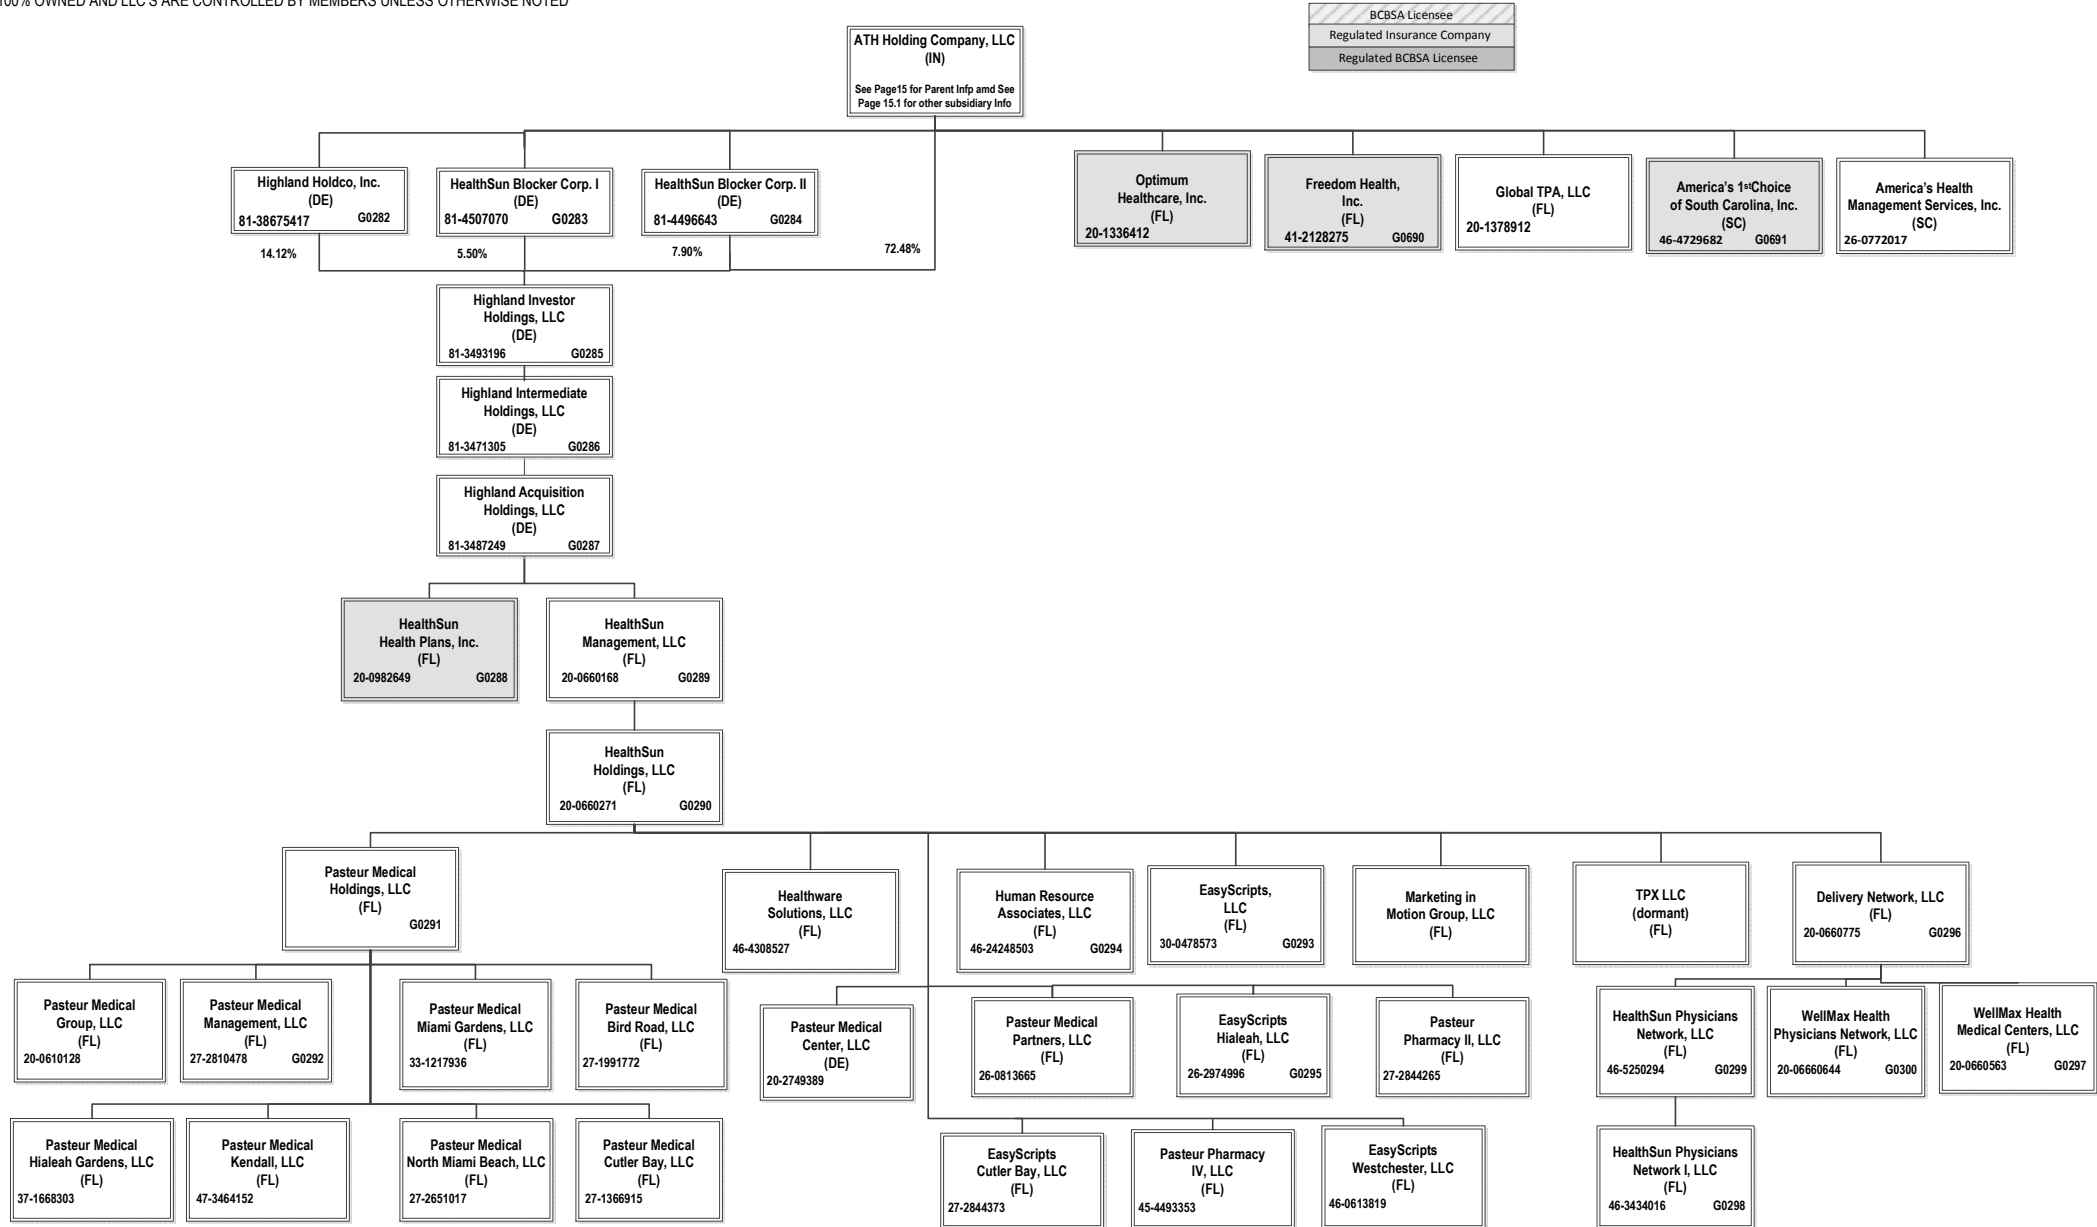 100% OWNED AND LLC'S ARE CONTROLLED BY MEMBERS UNLESS OTHERWISE NOTED
BCBSA Licensee
Regulated Insurance Company
Regulated BCBSA Licensee
ATH Holding Company, LLC
(IN)
See Page15 for Parent Infp amd See
Page 15.1 for other subsidiary Info
Highland Holdco, Inc.
(DE)
81-38675417 G0282
HealthSun Blocker Corp. I
(DE)
81-4507070 G0283
HealthSun Blocker Corp. II
(DE)
81-4496643 G0284
Optimum
Healthcare, Inc.
(FL)
20-1336412
Freedom Health,
Inc.
(FL)
41-2128275 G0690
Global TPA, LLC
(FL)
20-1378912
America's 1stChoice
of South Carolina, Inc.
(SC)
46-4729682 G0691
America's Health
Management Services, Inc.
(SC)
26-0772017
14.12%
5.50%
7.90%
72.48%
Highland Investor
Holdings, LLC
(DE)
81-3493196 G0285
Highland Intermediate
Holdings, LLC
(DE)
81-3471305 G0286
Highland Acquisition
Holdings, LLC
(DE)
81-3487249 G0287
HealthSun
Health Plans, Inc.
(FL)
20-0982649 G0288
HealthSun
Management, LLC
(FL)
20-0660168 G0289
HealthSun
Holdings, LLC
(FL)
20-0660271 G0290
Pasteur Medical
Holdings, LLC
(FL)
G0291
Healthware
Solutions, LLC
(FL)
46-4308527
Human Resource
Associates, LLC
(FL)
46-24248503 G0294
EasyScripts,
LLC
(FL)
30-0478573 G0293
Marketing in
Motion Group, LLC
(FL)
TPX LLC
(dormant)
(FL)
Delivery Network, LLC
(FL)
20-0660775 G0296
Pasteur Medical
Group, LLC
(FL)
20-0610128
Pasteur Medical
Management, LLC
(FL)
27-2810478 G0292
Pasteur Medical
Miami Gardens, LLC
(FL)
33-1217936
Pasteur Medical
Bird Road, LLC
(FL)
27-1991772
Pasteur Medical
Center, LLC
(DE)
20-2749389
Pasteur Medical
Partners, LLC
(FL)
26-0813665
EasyScripts
Hialeah, LLC
(FL)
26-2974996 G0295
Pasteur
Pharmacy II, LLC
(FL)
27-2844265
HealthSun Physicians
Network, LLC
(FL)
46-5250294 G0299
WellMax Health
Physicians Network, LLC
(FL)
20-06660644 G0300
WellMax Health
Medical Centers, LLC
(FL)
20-0660563 G0297
Pasteur Medical
Hialeah Gardens, LLC
(FL)
37-1668303
Pasteur Medical
Kendall, LLC
(FL)
47-3464152
Pasteur Medical
North Miami Beach, LLC
(FL)
27-2651017
Pasteur Medical
Cutler Bay, LLC
(FL)
27-1366915
EasyScripts
Cutler Bay, LLC
(FL)
27-2844373
Pasteur Pharmacy
IV, LLC
(FL)
45-4493353
EasyScripts
Westchester, LLC
(FL)
46-0613819
HealthSun Physicians
Network I, LLC
(FL)
46-3434016 G0298